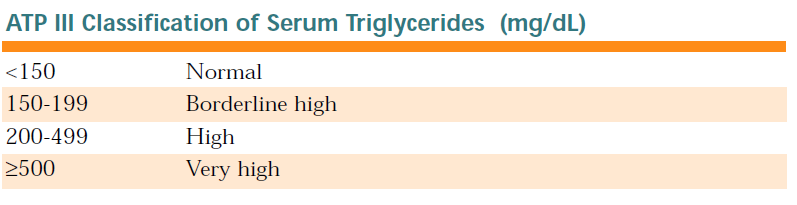 ATP III Classification of Serum Triglycerides (mg/dL)
<150 Normal
150-199 Borderline high
200-499 High
≥500 Very high